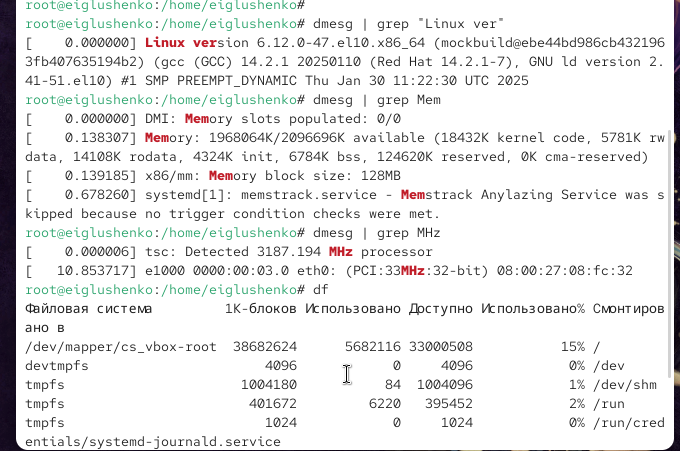 root@eiglushenko:/home/eiglushenko#
root@eiglushenko:/home/eiglushenko# dmesg | grep "Linux ver"
[    0.000000] Linux version 6.12.0-47.el10.x86_64 (mockbuild@ebe44bd986cb432196
3fb407635194b2) (gcc (GCC) 14.2.1 20250110 (Red Hat 14.2.1-7), GNU ld version 2.
41-51.el10) #1 SMP PREEMPT_DYNAMIC Thu Jan 30 11:22:30 UTC 2025
root@eiglushenko:/home/eiglushenko# dmesg | grep Mem
[    0.000000] DMI: Memory slots populated: 0/0
[    0.138307] Memory: 1968064K/2096696K available (18432K kernel code, 5781K rw
data, 14108K rodata, 4324K init, 6784K bss, 124620K reserved, 0K cma-reserved)
[    0.139185] x86/mm: Memory block size: 128MB
[    0.678260] systemd[1]: memstrack.service - Memstrack Anylazing Service was s
kipped because no trigger condition checks were met.
root@eiglushenko:/home/eiglushenko# dmesg | grep MHz
[    0.000006] tsc: Detected 3187.194 MHz processor
[   10.853717] e1000 0000:00:03.0 eth0: (PCI:33MHz:32-bit) 08:00:27:08:fc:32
root@eiglushenko:/home/eiglushenko# df
Файловая система         1K-блоков Использовано Доступно Использовано% Смонтиров
ано в
/dev/mapper/cs_vbox-root  38682624      5682116 33000508           15% /
devtmpfs                      4096            0     4096            0% /dev
tmpfs                      1004180           84  1004096            1% /dev/shm
tmpfs                       401672         6220   395452            2% /run
tmpfs                         1024            0     1024            0% /run/cred
entials/systemd-journald.service